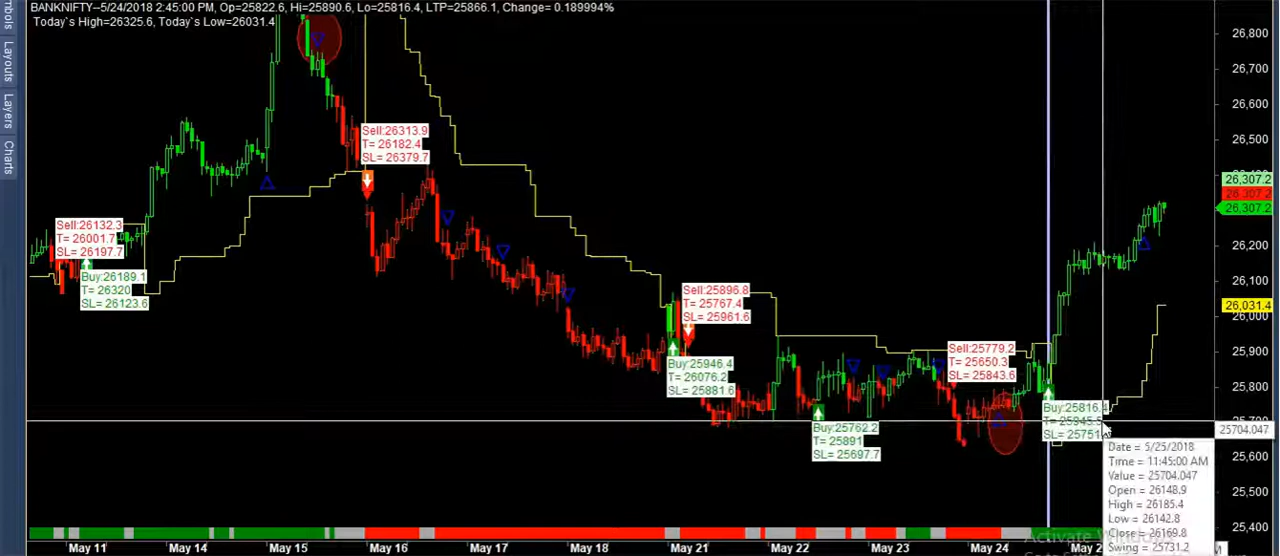 BANKNIFTY--5/24/2018 2:45:00 PM, Op=25822.6, Hi=25890.6, Lo=25816.4, LTP=25866.1, Change= 0.189994%
Today`s High=26325.6, Today`s Low=26031.4
Layouts
Layers
Charts
Sell:26132.3
T= 26001.7
SL= 26197.7
Buy:26189.1
T= 26320
SL= 26123.6
Sell:26313.9
T= 26182.4
SL= 26379.7
Sell:25896.8
T= 25767.4
SL= 25961.6
Buy:25946.4
T= 26076.2
SL= 25881.6
Buy:25762.2
T= 25891
SL= 25697.7
Sell:25779.2
T= 25650.3
SL= 25843.6
Buy:25816.4
SL= 25751
Date = 5/25/2018
Time = 11:45:00 AM
Value = 25704.047
Open = 26148.9
High = 26185.4
Low = 26142.8
Close = 26169.8
Swing = 25731.2
26,800
26,700
26,600
26,500
26,307.2
26,307.2
26,307.2
26,200
26,100
26,031.4
26,000
25,900
25,800
25704.047
25,600
25,500
25,400
May 11
May 14
May 15
May 16
May 17
May 18
May 21
May 22
May 23
May 24